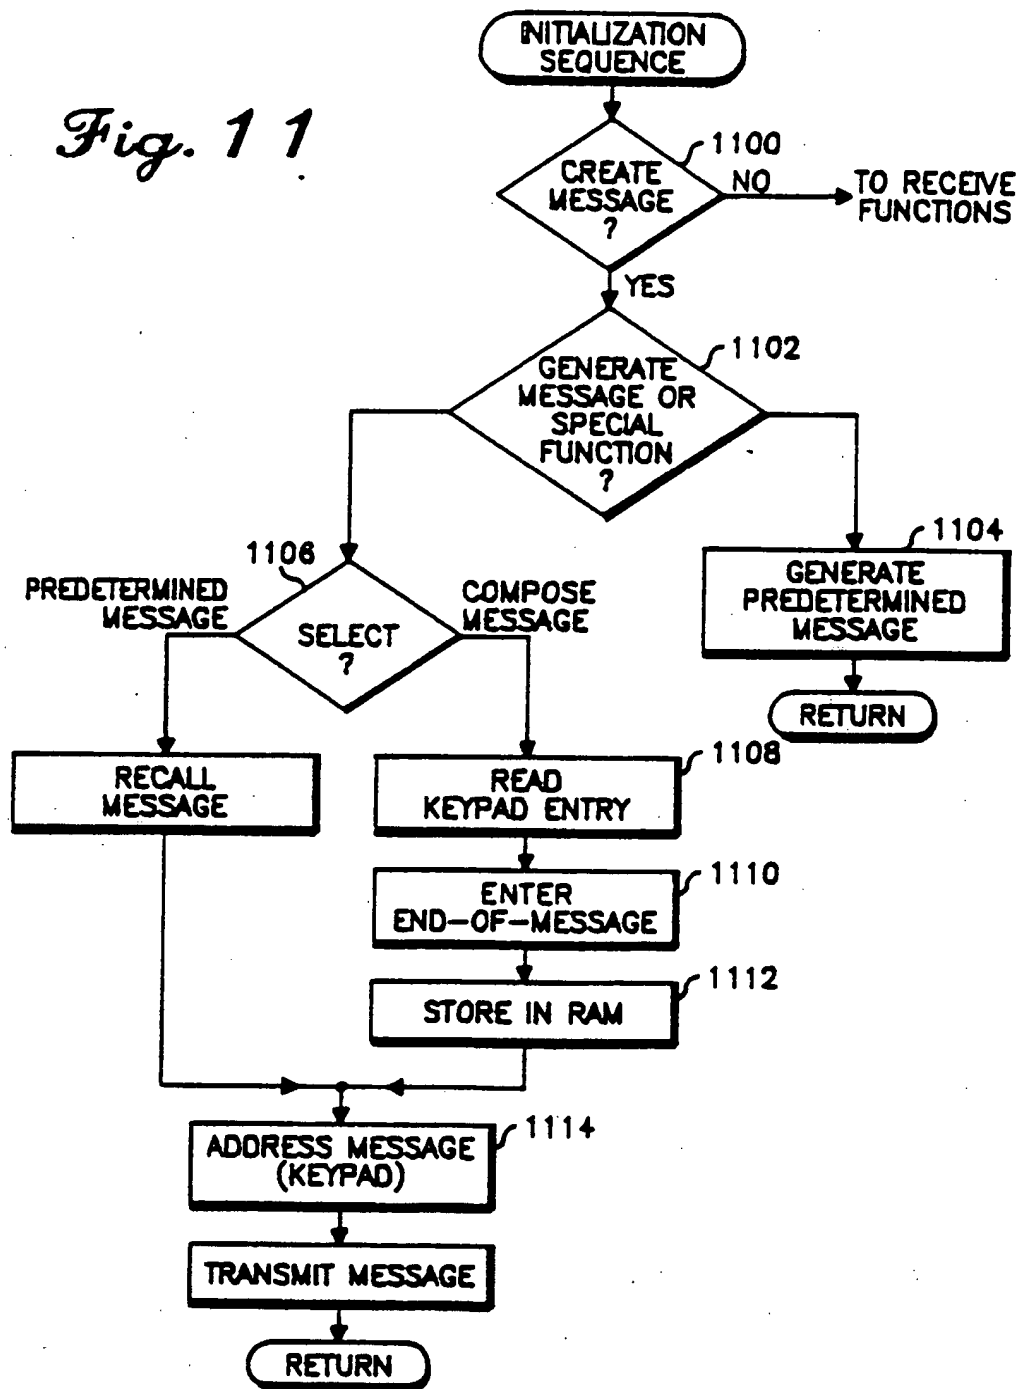 Fig. 11
INITIALIZATION
SEQUENCE
1100
CREATE
MESSAGE
?
NO
TO RECEIVE
FUNCTIONS
YES
1102
GENERATE
MESSAGE OR
SPECIAL
FUNCTION
?
1106
PREDETERMINED
MESSAGE
SELECT
?
COMPOSE
MESSAGE
1104
GENERATE
PREDETERMINED
MESSAGE
RETURN
RECALL
MESSAGE
1108
READ
KEYPAD ENTRY
1110
ENTER
END-OF-MESSAGE
1112
STORE IN RAM
1114
ADDRESS MESSAGE
(KEYPAD)
TRANSMIT MESSAGE
RETURN